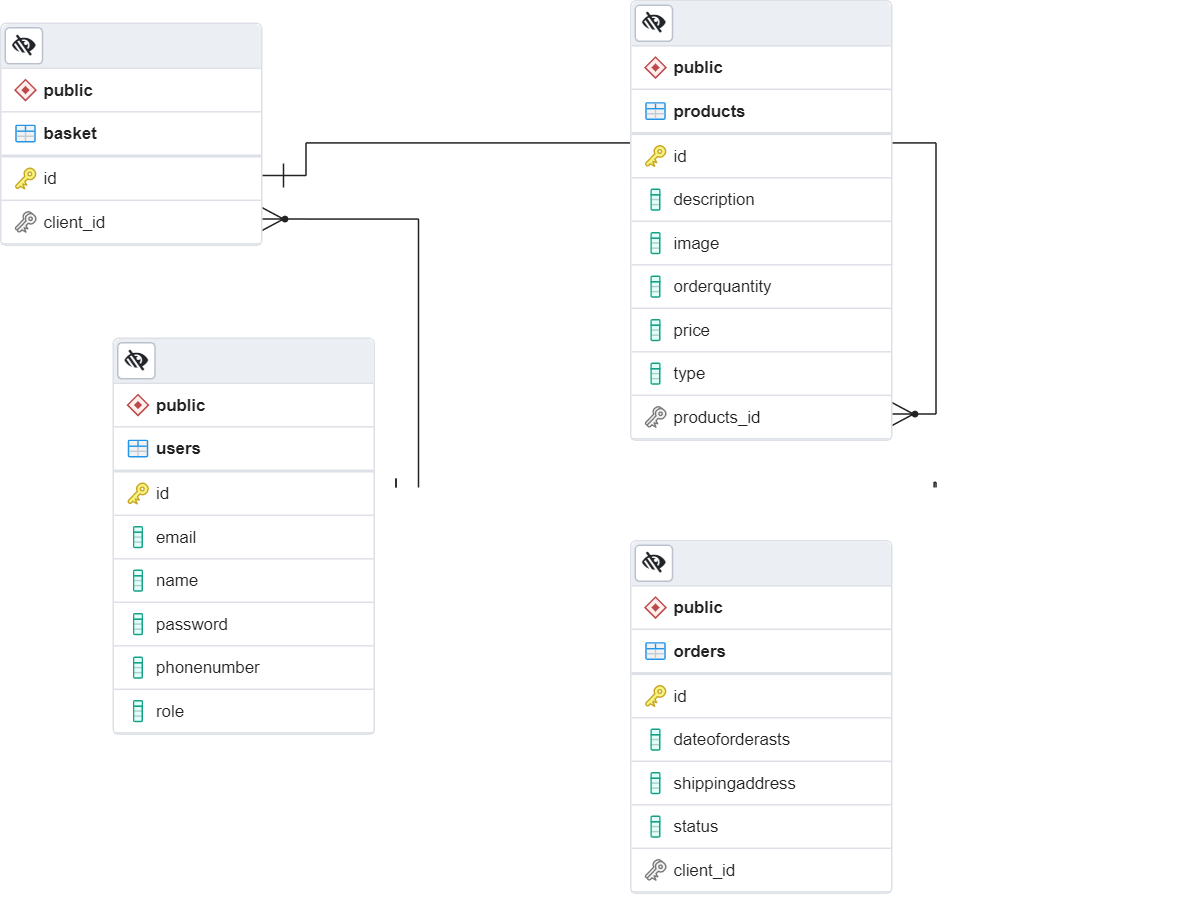 public
basket
id
client_id
public
products
id
description
image
orderquantity
price
type
products_id
public
users
id
email
name
password
phonenumber
role
public
orders
id
dateoforderasts
shippingaddress
status
client_id